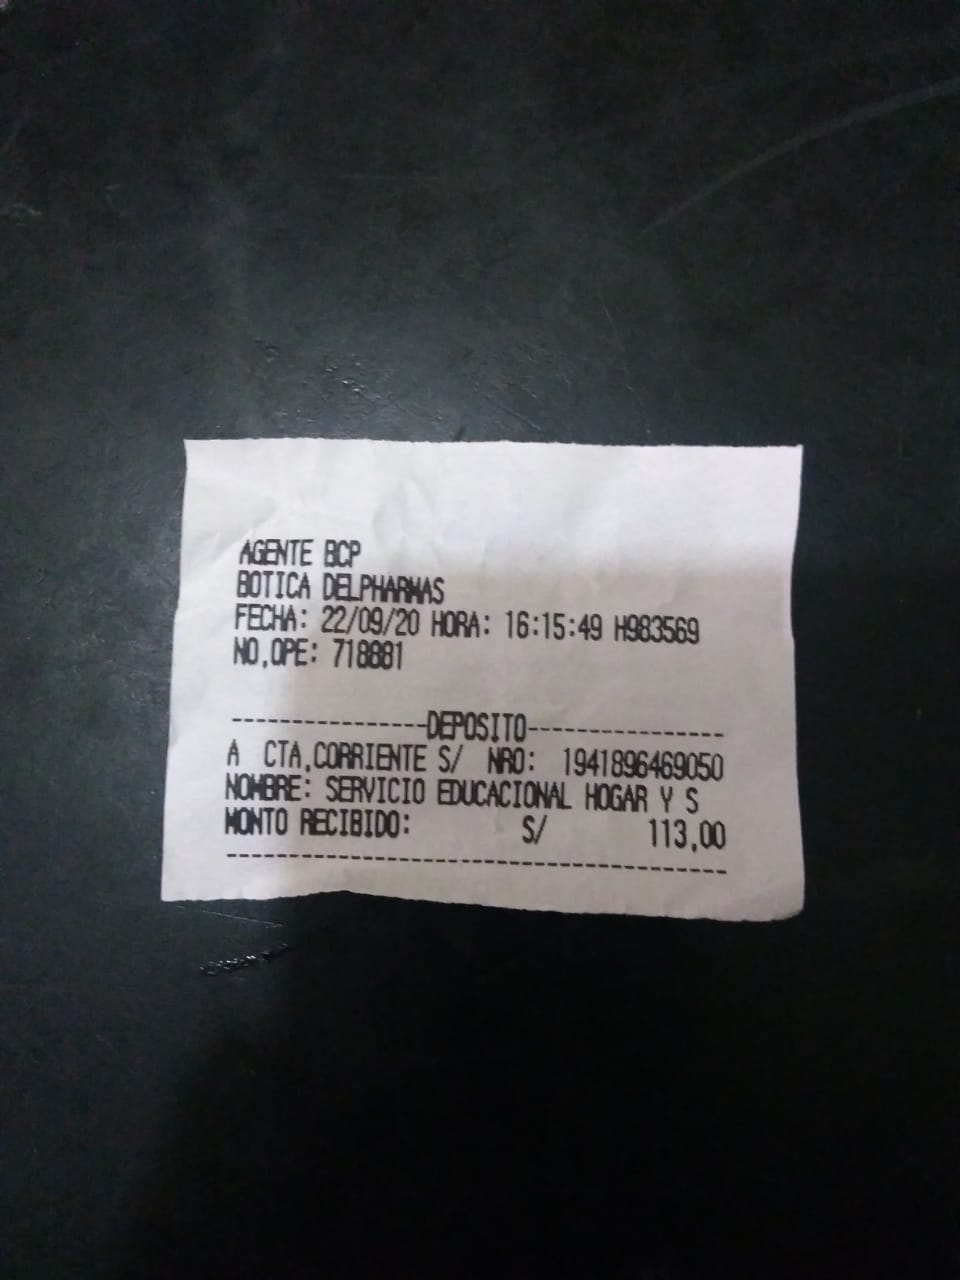 AGENTE BCP
BOTICA DELPHARMAS
FECHA: 22/09/20 HORA: 16:15:49 H983569
NO.OPE: 718881
----------------DEPOSITO----------------
A CTA.CORRIENTE S/ NRO: 1941896469050
NOMBRE: SERVICIO EDUCACIONAL HOGAR Y S
MONTO RECIBIDO: S/ 113.00
----------------------------------------